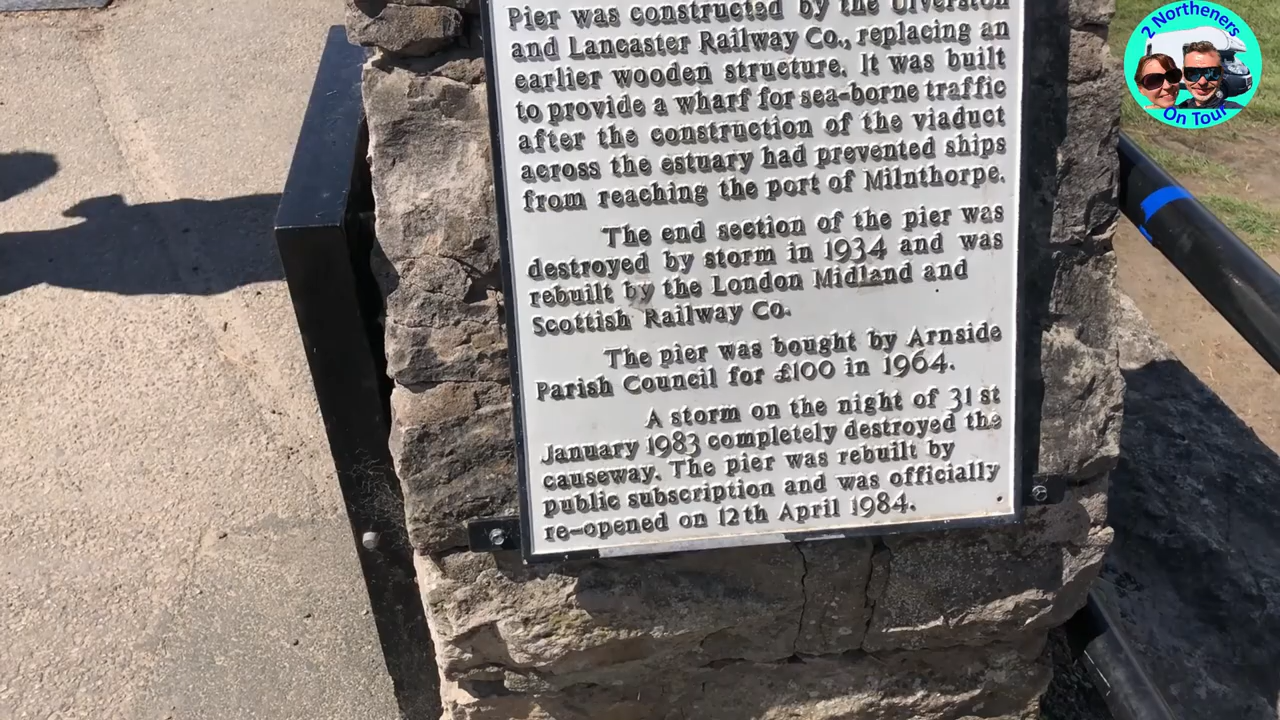 Pier was constructed by the Ulverston
and Lancaster Railway Co., replacing an
earlier wooden structure. It was built
to provide a wharf for sea-borne traffic
after the construction of the viaduct
across the estuary had prevented ships
from reaching the port of Milnthorpe.
The end section of the pier was
destroyed by storm in 1934 and was
rebuilt by the London Midland and
Scottish Railway Co.
The pier was bought by Arnside
Parish Council for £100 in 1964.
A storm on the night of 31st
January 1983 completely destroyed the
causeway. The pier was rebuilt by
public subscription and was officially
re-opened on 12th April 1984.
2 Northeners
On Tour